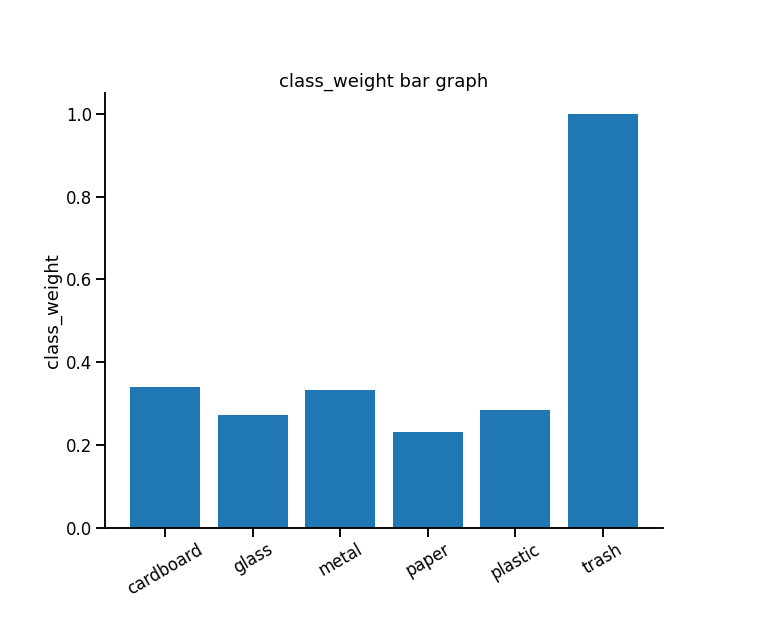 class_weight bar graph
class_weight
1.0
0.8
0.6
0.4
0.2
0.0
cardboard
glass
metal
paper
plastic
trash